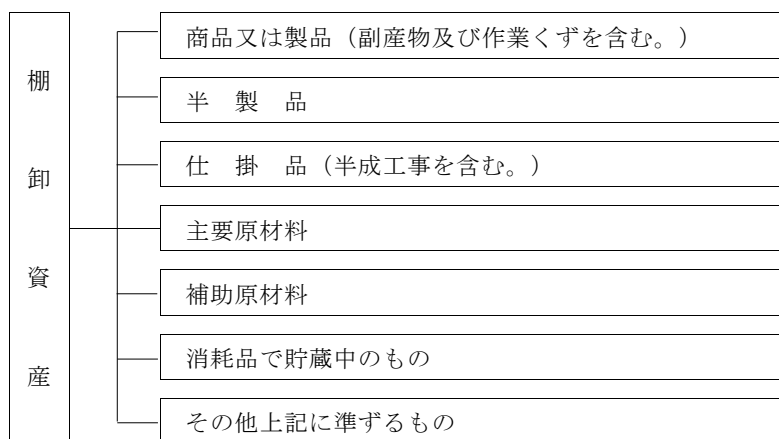 棚卸資産
商品又は製品（副産物及び作業くずを含む。）
半　製　品
仕　掛　品（半成工事を含む。）
主要原材料
補助原材料
消耗品で貯蔵中のもの
その他上記に準ずるもの